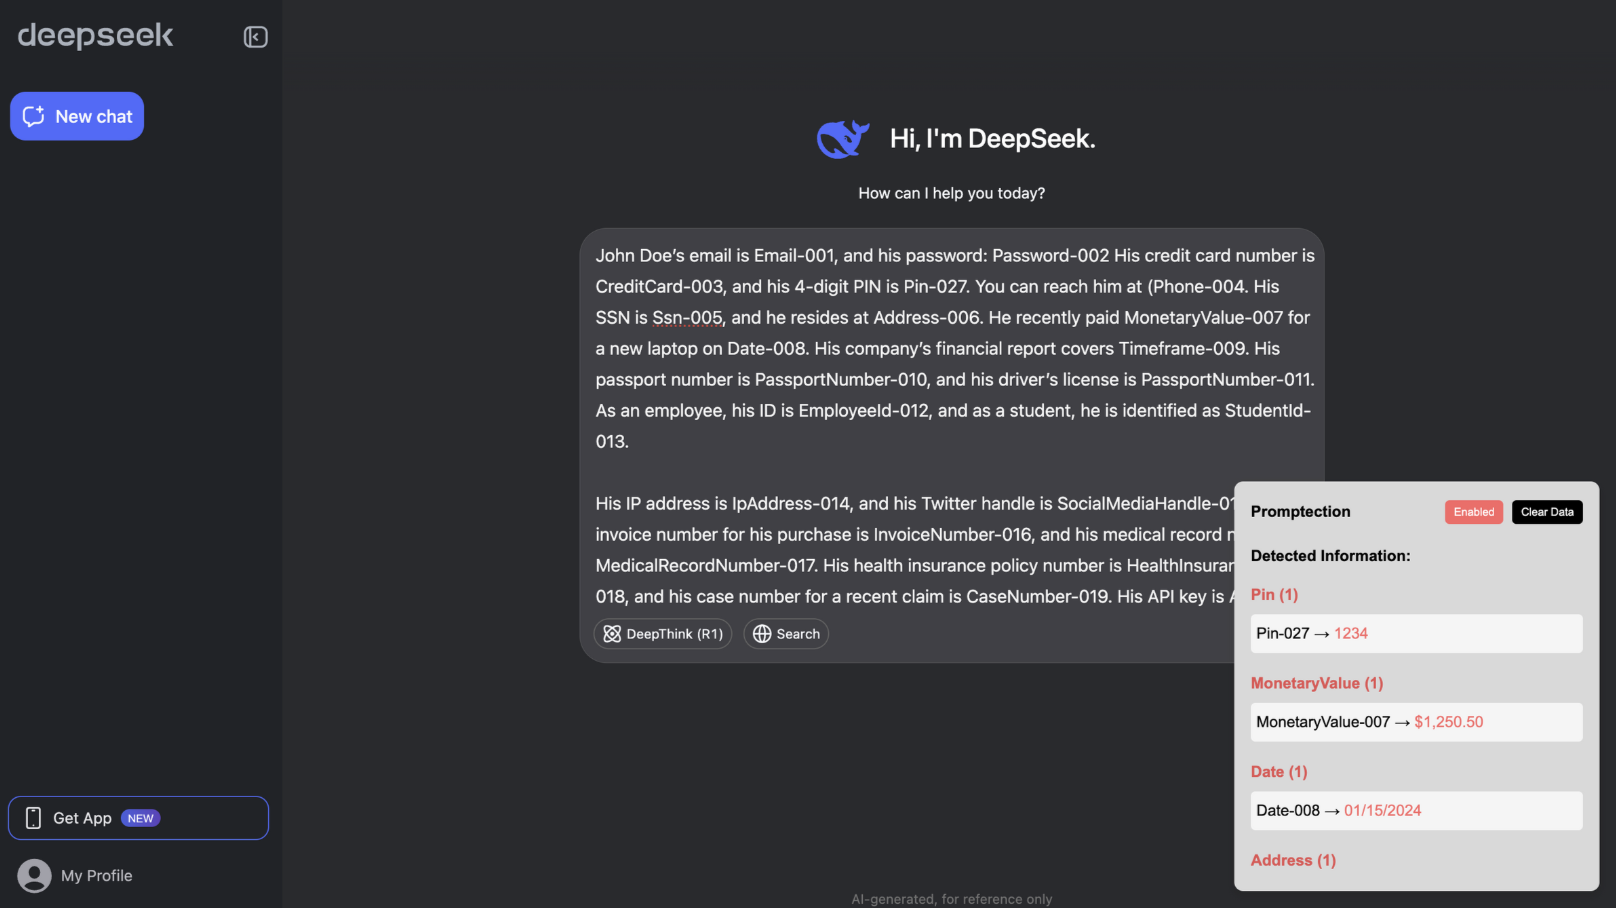 deepseek
New chat
Hi, I'm DeepSeek.
How can I help you today?
John Doe’s email is Email-001, and his password: Password-002 His credit card number is
CreditCard-003, and his 4-digit PIN is Pin-027. You can reach him at (Phone-004. His
SSN is Ssn-005, and he resides at Address-006. He recently paid MonetaryValue-007 for
a new laptop on Date-008. His company’s financial report covers Timeframe-009. His
passport number is PassportNumber-010, and his driver’s license is PassportNumber-011.
As an employee, his ID is EmployeeId-012, and as a student, he is identified as StudentId-
013.
His IP address is IpAddress-014, and his Twitter handle is SocialMediaHandle-01
invoice number for his purchase is InvoiceNumber-016, and his medical record
MedicalRecordNumber-017. His health insurance policy number is HealthInsuran
018, and his case number for a recent claim is CaseNumber-019. His API key is
DeepThink (R1)
Search
Promptection
Enabled
Clear Data
Detected Information:
Pin (1)
Pin-027 → 1234
MonetaryValue (1)
MonetaryValue-007 → $1,250.50
Date (1)
Date-008 → 01/15/2024
Address (1)
Get App NEW
My Profile
AI-generated, for reference only